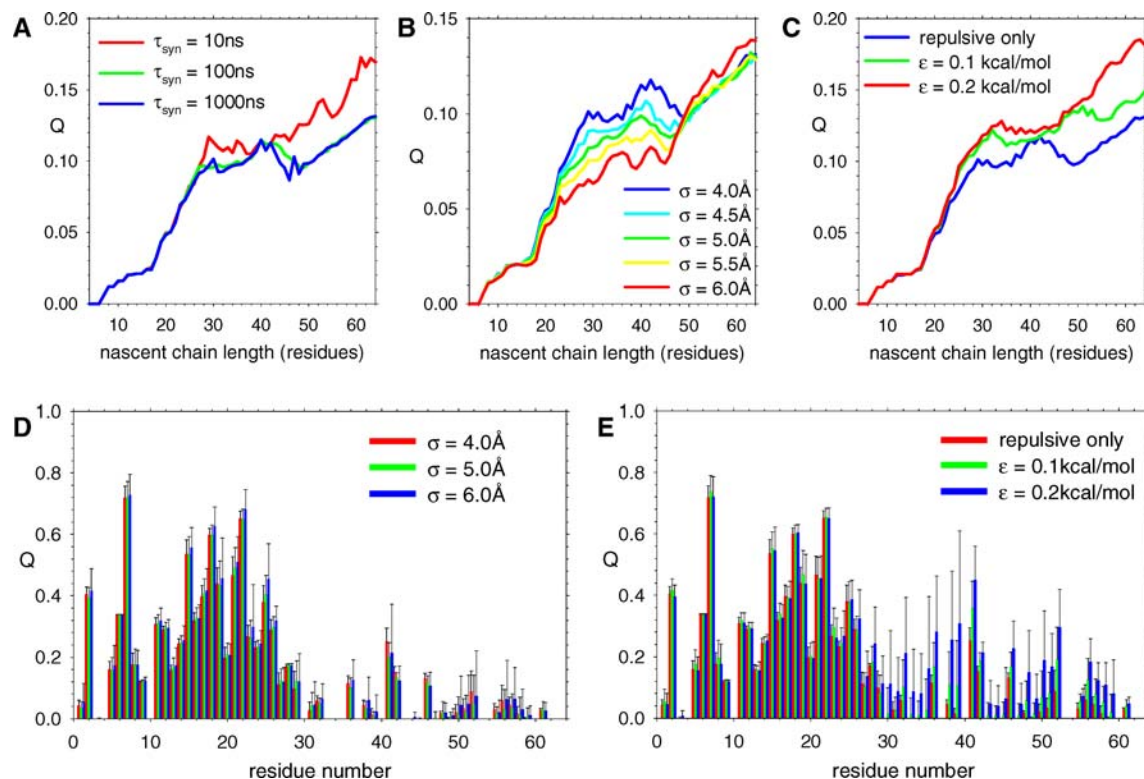 A
τsyn = 10ns
τsyn = 100ns
τsyn = 1000ns
Q
0.20
0.15
0.10
0.05
0.00
10 20 30 40 50 60
nascent chain length (residues)
B
Q
0.15
0.10
0.05
0.00
σ = 4.0Å
σ = 4.5Å
σ = 5.0Å
σ = 5.5Å
σ = 6.0Å
10 20 30 40 50 60
nascent chain length (residues)
C
repulsive only
ε = 0.1 kcal/mol
ε = 0.2 kcal/mol
Q
0.20
0.15
0.10
0.05
0.00
10 20 30 40 50 60
nascent chain length (residues)
D
σ = 4.0Å
σ = 5.0Å
σ = 6.0Å
Q
1.0
0.8
0.6
0.4
0.2
0.0
0 10 20 30 40 50 60
residue number
E
repulsive only
ε = 0.1kcal/mol
ε = 0.2kcal/mol
Q
1.0
0.8
0.6
0.4
0.2
0.0
0 10 20 30 40 50 60
residue number